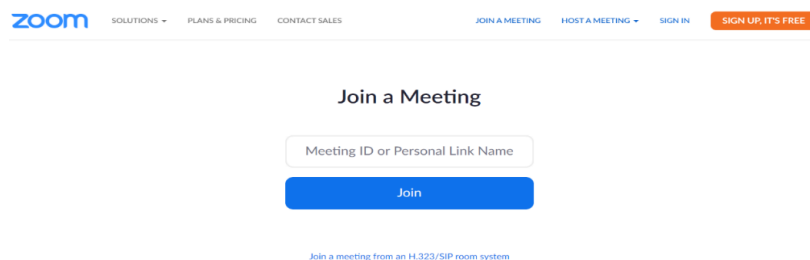 zoom SOLUTIONS PLANS & PRICING CONTACT SALES JOIN A MEETING HOST A MEETING SIGN IN SIGN UP, IT'S FREE
Join a Meeting
Meeting ID or Personal Link Name
Join
Join a meeting from an H.323/SIP room system